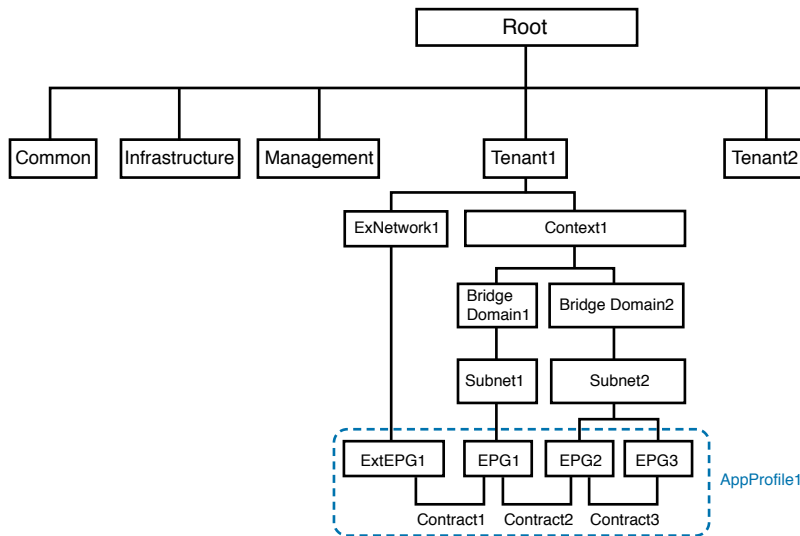 Root
Common
Infrastructure
Management
Tenant1
Tenant2
ExNetwork1
Context1
Bridge
Domain1
Bridge Domain2
Subnet1
Subnet2
ExtEPG1
EPG1
EPG2
EPG3
AppProfile1
Contract1
Contract2
Contract3